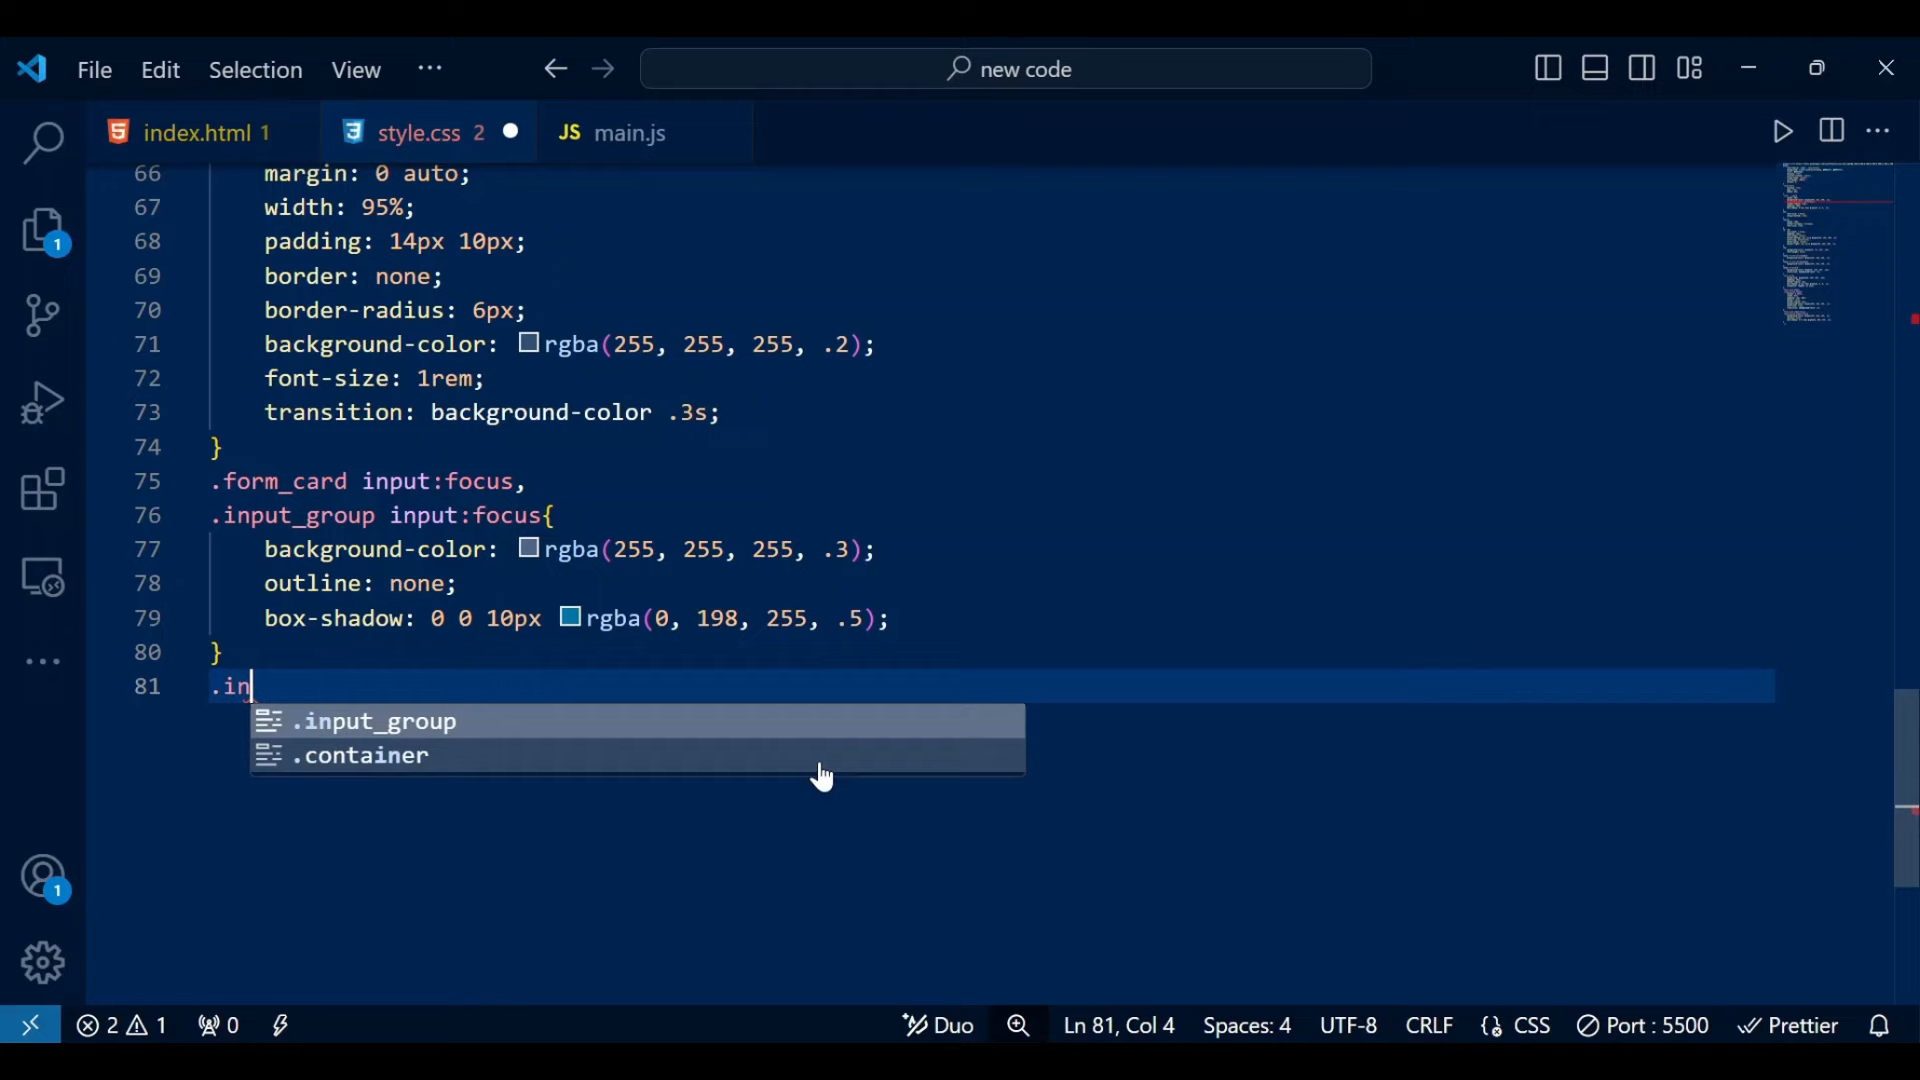 File Edit Selection View ... new code
index.html 1 style.css 2 JS main.js
66 margin: 0 auto;
67 width: 95%;
68 padding: 14px 10px;
69 border: none;
70 border-radius: 6px;
71 background-color: rgba(255, 255, 255, .2);
72 font-size: 1rem;
73 transition: background-color .3s;
74 }
75 .form_card input:focus,
76 .input_group input:focus{
77 background-color: rgba(255, 255, 255, .3);
78 outline: none;
79 box-shadow: 0 0 10px rgba(0, 198, 255, .5);
80 }
81 .in
.input_group
.container
1
1
2 1 0 Duo Ln 81, Col 4 Spaces: 4 UTF-8 CRLF {} CSS Port : 5500 Prettier